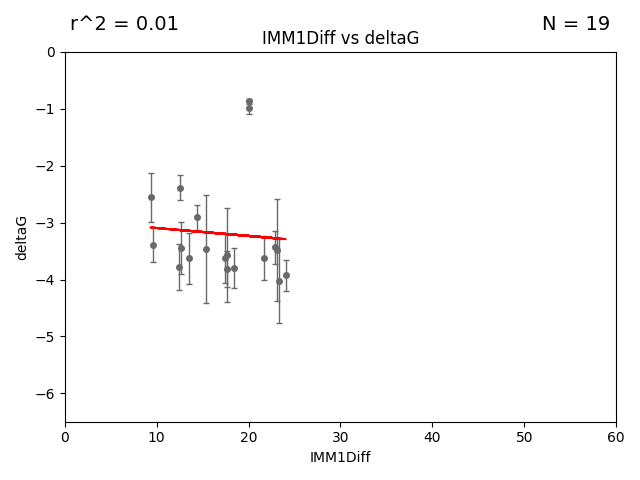 r^2 = 0.01
N = 19
IMM1Diff vs deltaG
deltaG
0
−1
−2
−3
−4
−5
−6
0 10 20 30 40 50 60
IMM1Diff